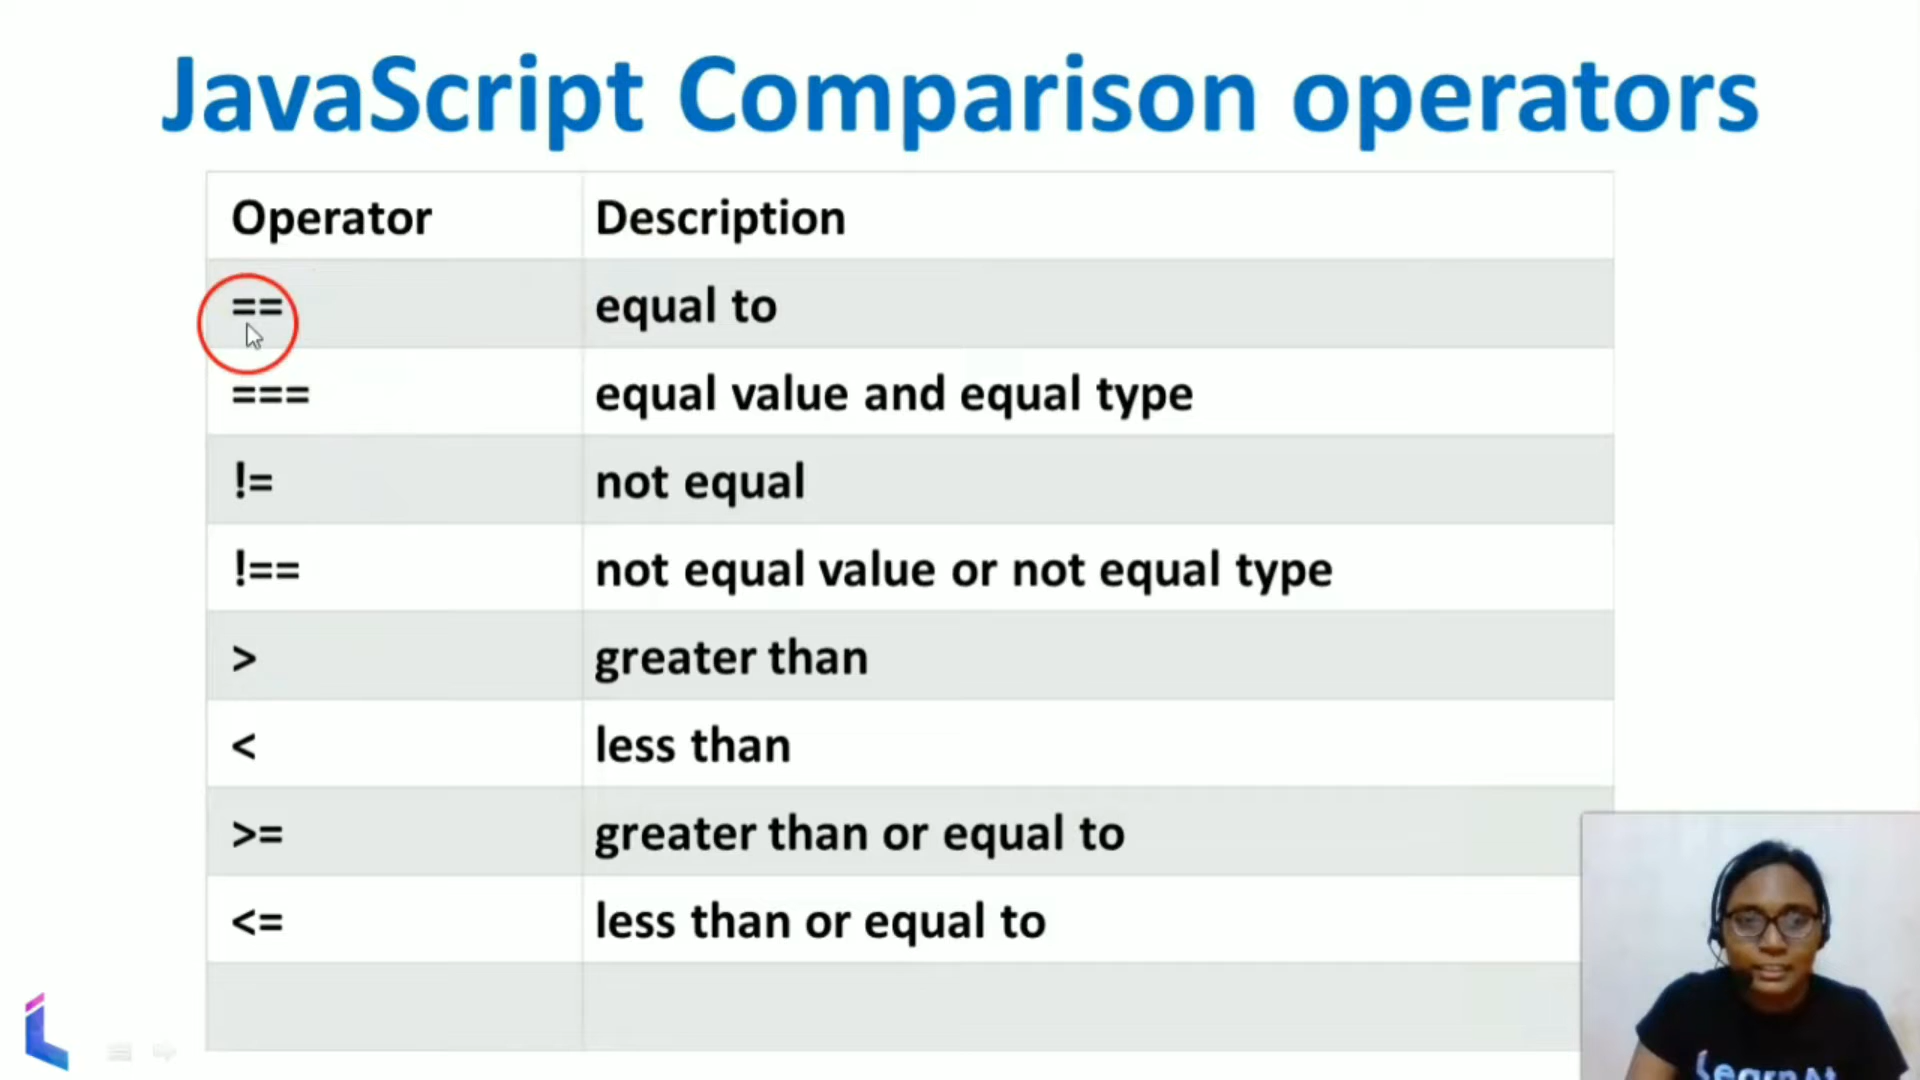 JavaScript Comparison operators
Operator Description
== equal to
=== equal value and equal type
!= not equal
!== not equal value or not equal type
> greater than
< less than
>= greater than or equal to
<= less than or equal to